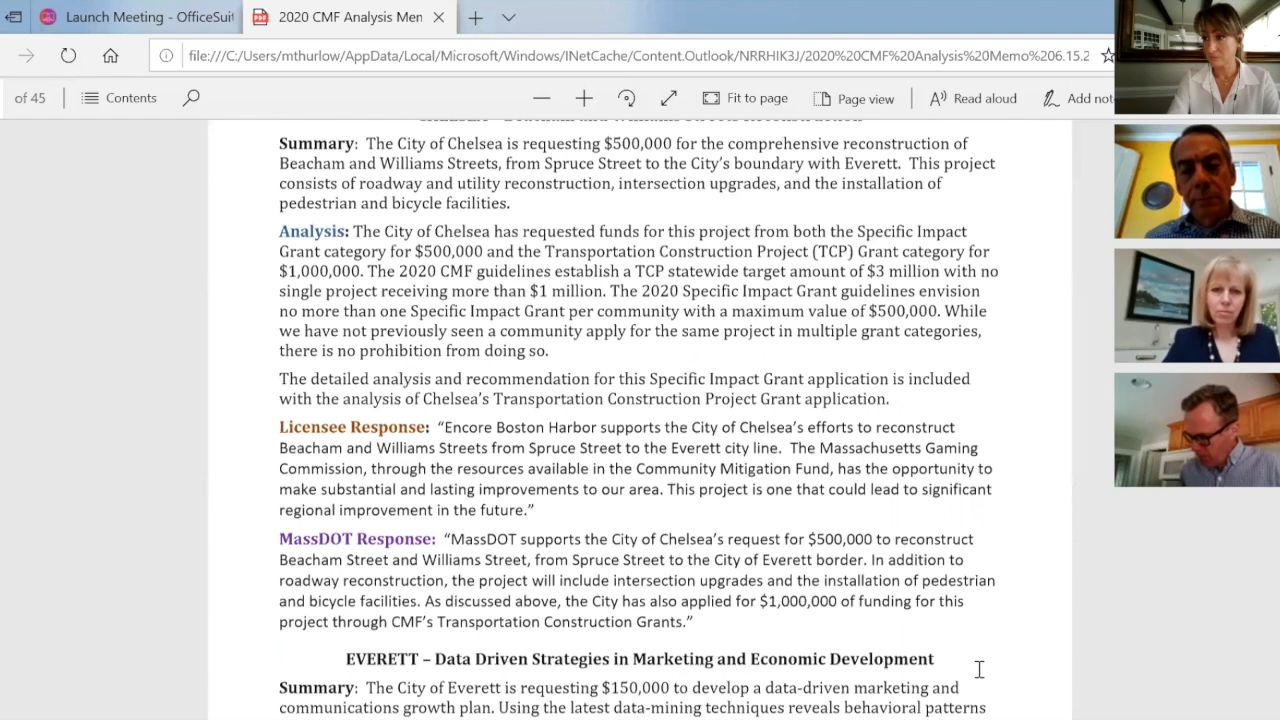 Launch Meeting - OfficeSuit
2020 CMF Analysis Mem
file:///C:/Users/mthurlow/AppData/Local/Microsoft/Windows/INetCache/Content.Outlook/NRRHIK3J/2020%20CMF%20Analysis%20Memo%206.15.2
of 45
Contents
Fit to page
Page view
Read aloud
Add not
Summary: The City of Chelsea is requesting $500,000 for the comprehensive reconstruction of
Beacham and Williams Streets, from Spruce Street to the City's boundary with Everett. This project
consists of roadway and utility reconstruction, intersection upgrades, and the installation of
pedestrian and bicycle facilities.
Analysis: The City of Chelsea has requested funds for this project from both the Specific Impact
Grant category for $500,000 and the Transportation Construction Project (TCP) Grant category for
$1,000,000. The 2020 CMF guidelines establish a TCP statewide target amount of $3 million with no
single project receiving more than $1 million. The 2020 Specific Impact Grant guidelines envision
no more than one Specific Impact Grant per community with a maximum value of $500,000. While
we have not previously seen a community apply for the same project in multiple grant categories,
there is no prohibition from doing so.
The detailed analysis and recommendation for this Specific Impact Grant application is included
with the analysis of Chelsea's Transportation Construction Project Grant application.
Licensee Response: "Encore Boston Harbor supports the City of Chelsea's efforts to reconstruct
Beacham and Williams Streets from Spruce Street to the Everett city line. The Massachusetts Gaming
Commission, through the resources available in the Community Mitigation Fund, has the opportunity to
make substantial and lasting improvements to our area. This project is one that could lead to significant
regional improvement in the future."
MassDOT Response: "MassDOT supports the City of Chelsea's request for $500,000 to reconstruct
Beacham Street and Williams Street, from Spruce Street to the City of Everett border. In addition to
roadway reconstruction, the project will include intersection upgrades and the installation of pedestrian
and bicycle facilities. As discussed above, the City has also applied for $1,000,000 of funding for this
project through CMF's Transportation Construction Grants."
EVERETT – Data Driven Strategies in Marketing and Economic Development
Summary: The City of Everett is requesting $150,000 to develop a data-driven marketing and
communications growth plan. Using the latest data-mining techniques reveals behavioral patterns